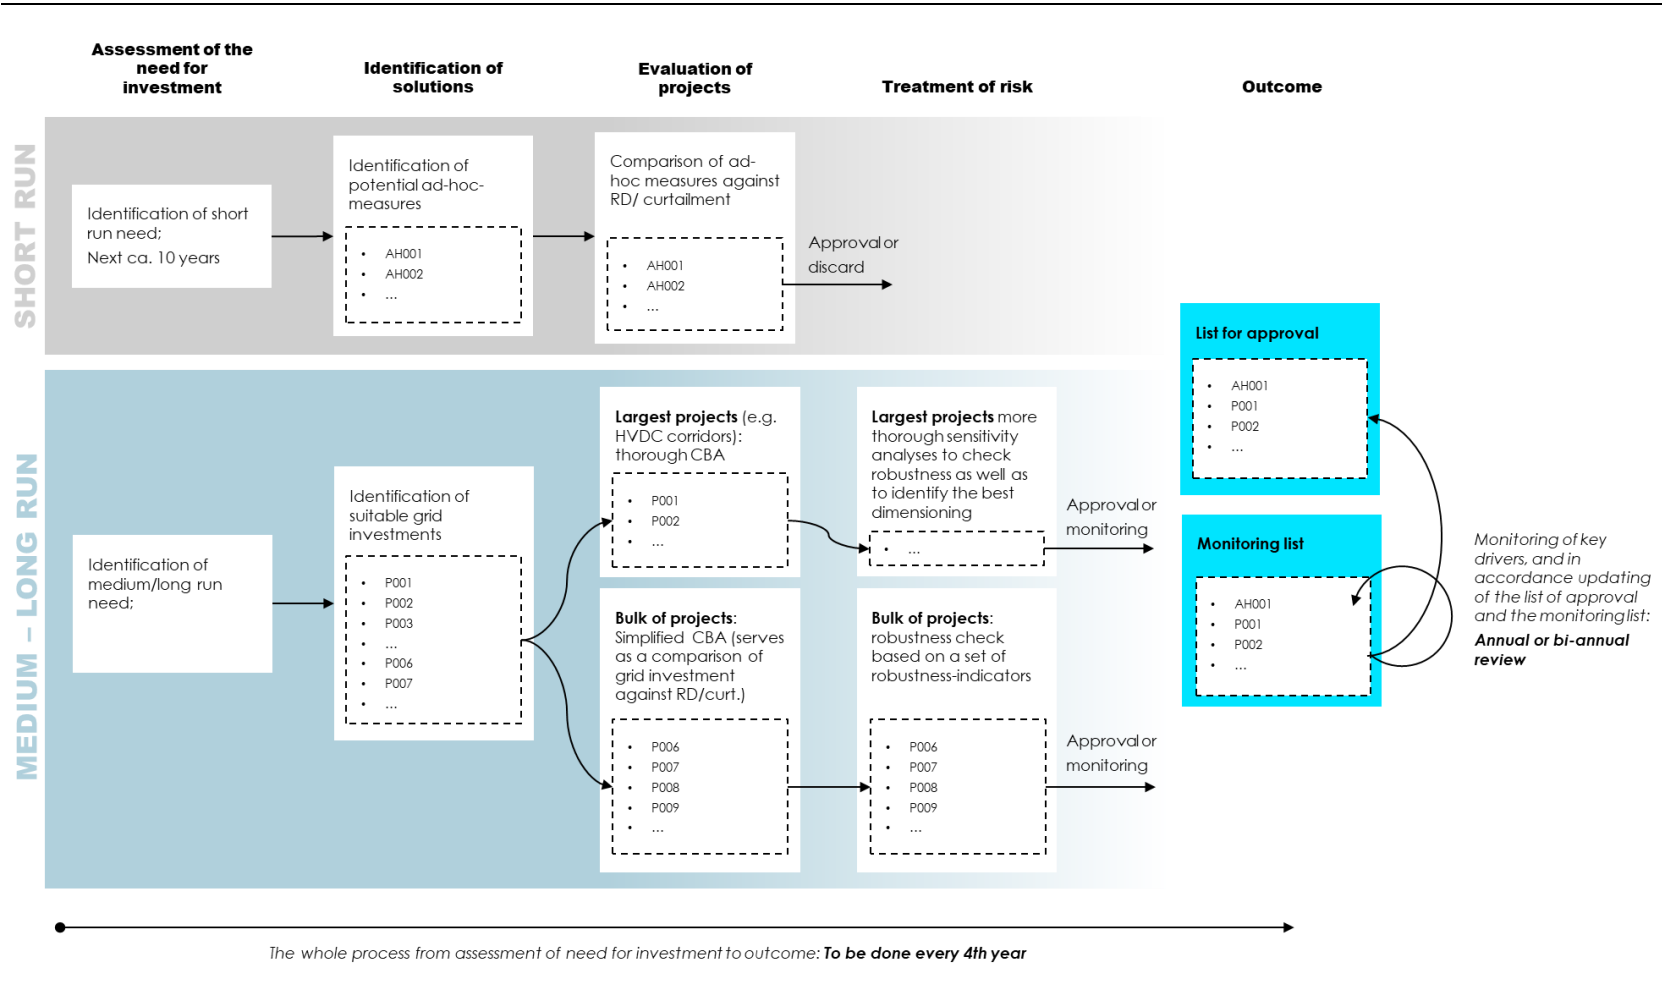 Assessment of the
need for
investment
Identification of
solutions
Evaluation of
projects
Treatment of risk
Outcome
SHORT RUN
Identification of short
run need;
Next ca. 10 years
Identification of
potential ad-hoc-
measures
• AH001
• AH002
• ...
Comparison of ad-
hoc measures against
RD/ curtailment
• AH001
• AH002
• ...
Approval or
discard
MEDIUM – LONG RUN
Identification of
medium/long run
need;
Identification of
suitable grid
investments
• P001
• P002
• P003
• ...
• P006
• P007
• ...
Largest projects (e.g.
HVDC corridors):
thorough CBA
• P001
• P002
• ...
Largest projects more
thorough sensitivity
analyses to check
robustness as well as
to identify the best
dimensioning
• ...
Approval or
monitoring
Bulk of projects:
Simplified CBA (serves
as a comparison of
grid investment
against RD/curt.)
• P006
• P007
• P008
• P009
• ...
Bulk of projects:
robustness check
based on a set of
robustness-indicators
• P006
• P007
• P008
• P009
• ...
Approval or
monitoring
List for approval
• AH001
• P001
• P002
• ...
Monitoring list
• AH001
• P001
• P002
• ...
Monitoring of key
drivers, and in
accordance updating
of the list of approval
and the monitoring list:
Annual or bi-annual
review
The whole process from assessment of need for investment to outcome: To be done every 4th year